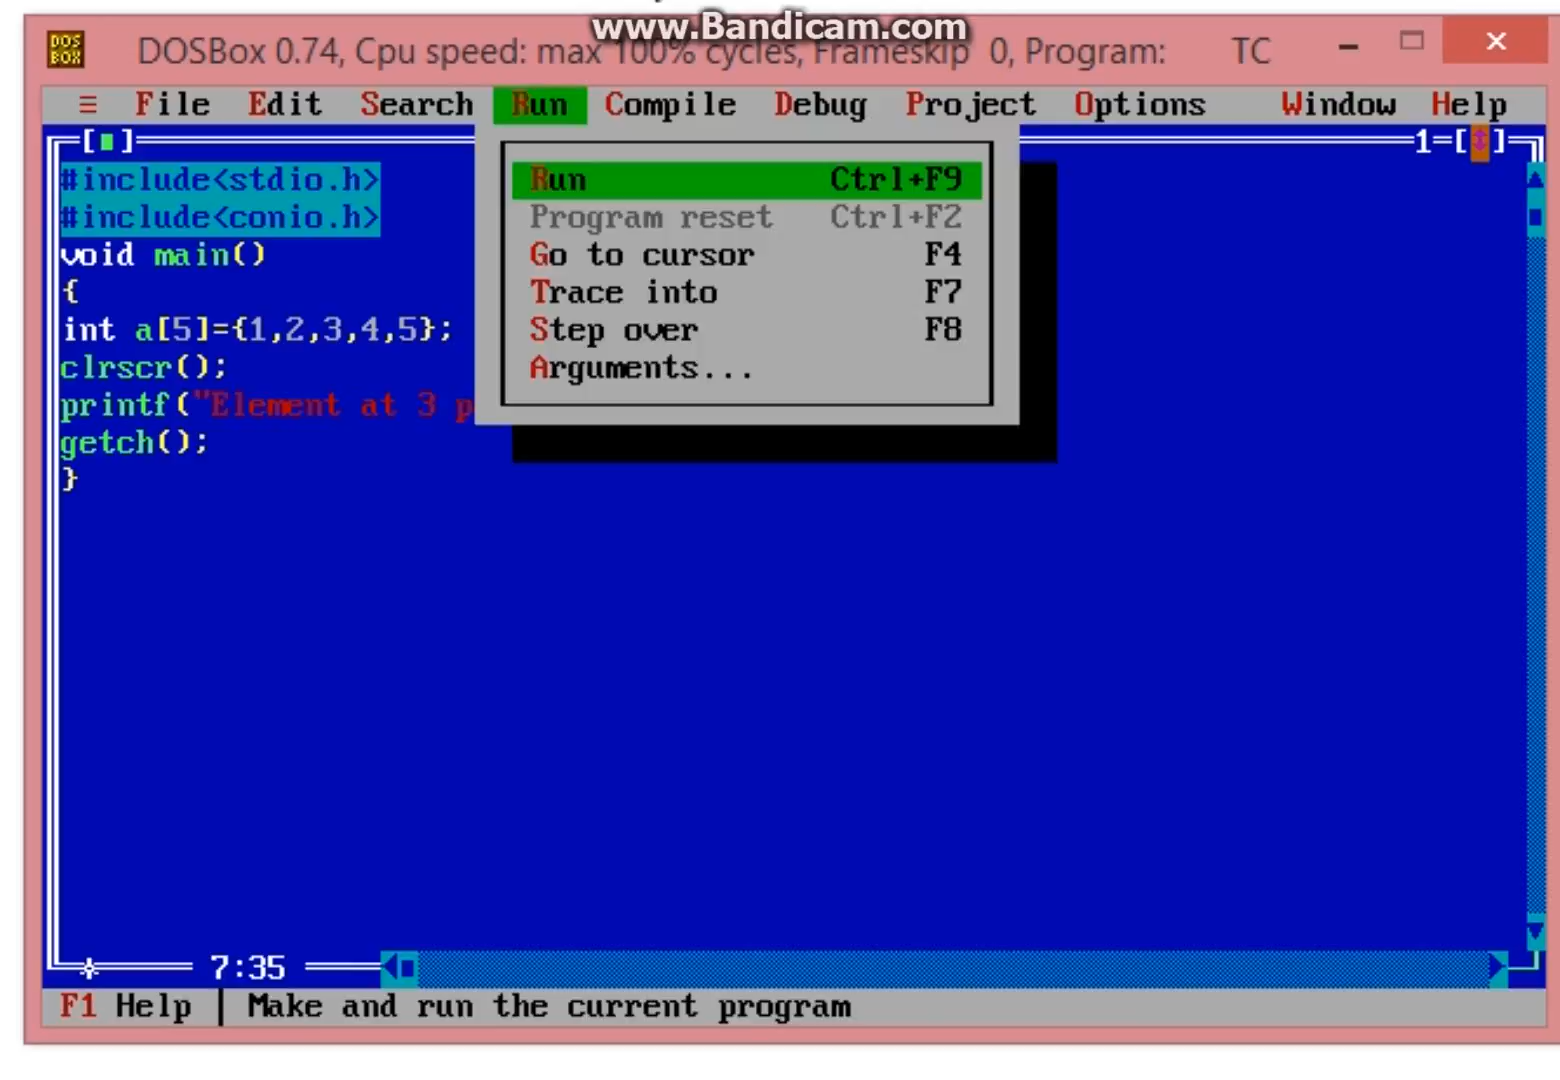 www.Bandicam.com
DOS BOX DOSBox 0.74, Cpu speed: max 100% cycles, Frameskip 0, Program: TC
≡ File Edit Search Run Compile Debug Project Options Window Help
1=[↕]
#include<stdio.h>
#include<conio.h>
void main()
{
int a[5]={1,2,3,4,5};
clrscr();
printf("Element at 3 p
getch();
}
Run Ctrl+F9
Program reset Ctrl+F2
Go to cursor F4
Trace into F7
Step over F8
Arguments...
7:35
F1 Help | Make and run the current program